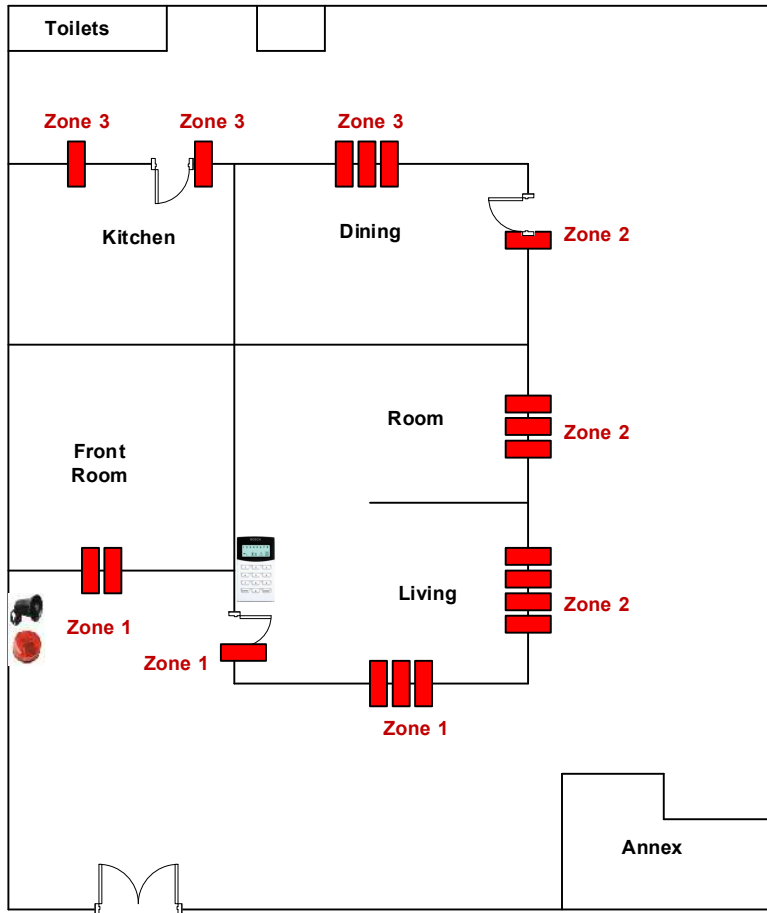 Toilets
Zone 3
Zone 3
Zone 3
Kitchen
Dining
Zone 2
Room
Zone 2
Front
Room
Living
Zone 2
Zone 1
Zone 1
Zone 1
Annex